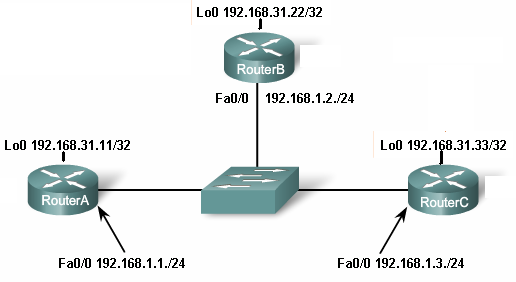 Lo0 192.168.31.22/32
RouterB
Fa0/0 192.168.1.2./24
Lo0 192.168.31.11/32
Lo0 192.168.31.33/32
RouterA
RouterC
Fa0/0 192.168.1.1./24
Fa0/0 192.168.1.3./24